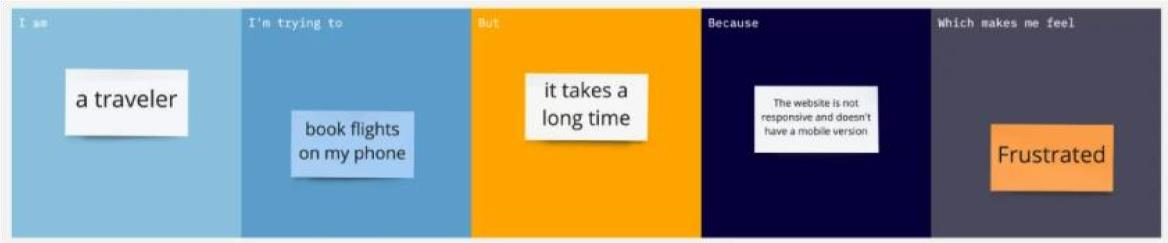 I am
a traveler
I'm trying to
book flights
on my phone
But
it takes a
long time
Because
The website is not
responsive and doesn't
have a mobile version
Which makes me feel
Frustrated